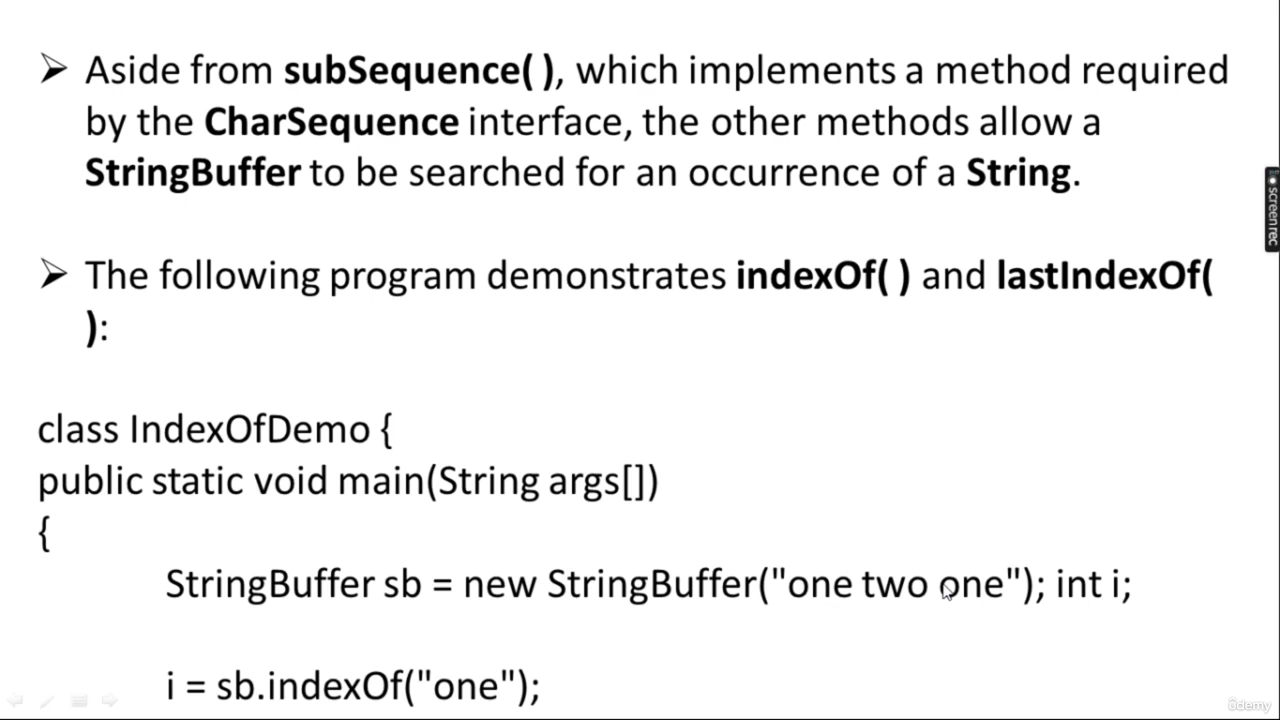 ➢ Aside from subSequence( ), which implements a method required
by the CharSequence interface, the other methods allow a
StringBuffer to be searched for an occurrence of a String.
➢ The following program demonstrates indexOf( ) and lastIndexOf(
):
class IndexOfDemo {
public static void main(String args[])
{
StringBuffer sb = new StringBuffer("one two one"); int i;
i = sb.indexOf("one");
screenrec
ûdemy